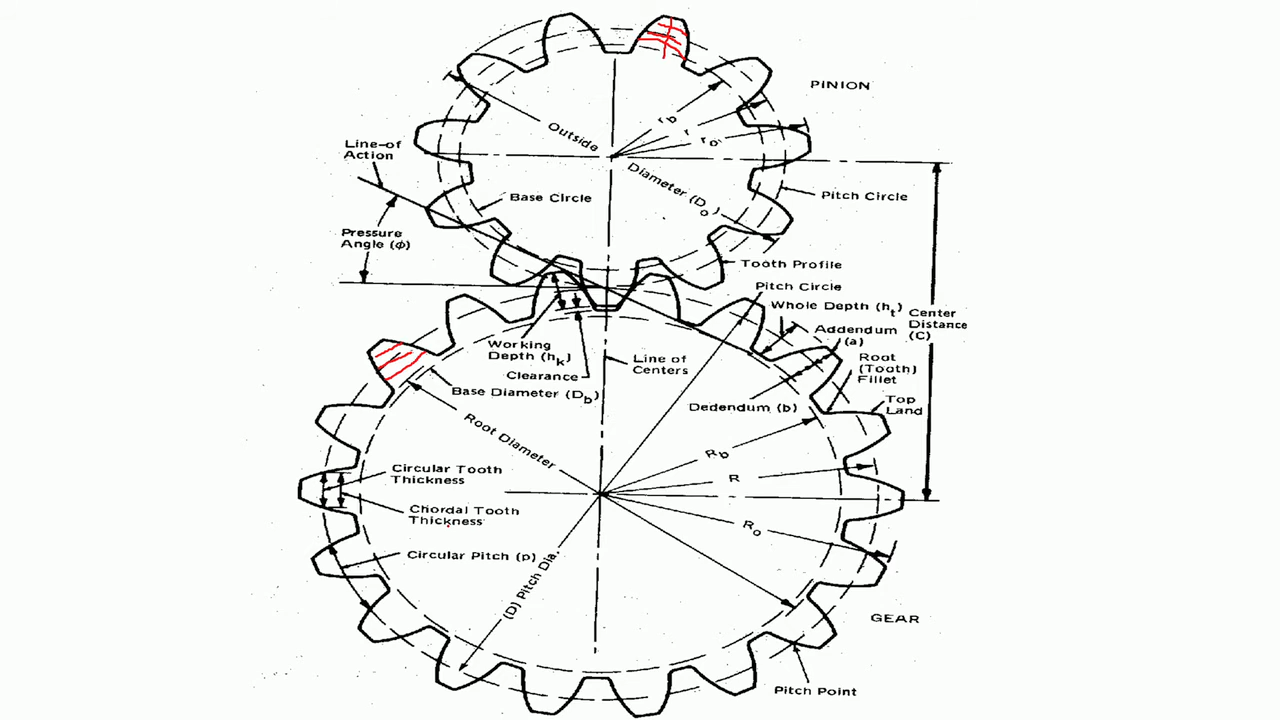 PINION
Outside
Diameter (Do)
rb
r
ro
Line-of
Action
Base Circle
Pitch Circle
Pressure
Angle (ϕ)
Tooth Profile
Pitch Circle
Whole Depth (ht)
Center
Distance
(C)
Addendum
(a)
Working
Depth (hk)
Line of
Centers
Root
(Tooth)
Fillet
Clearance
Base Diameter (Db)
Dedendum (b)
Top
Land
Root Diameter
Rb
Circular Tooth
Thickness
R
Chordal Tooth
Thickness
Ro
Circular Pitch (p)
(D) Pitch Dia.
GEAR
Pitch Point